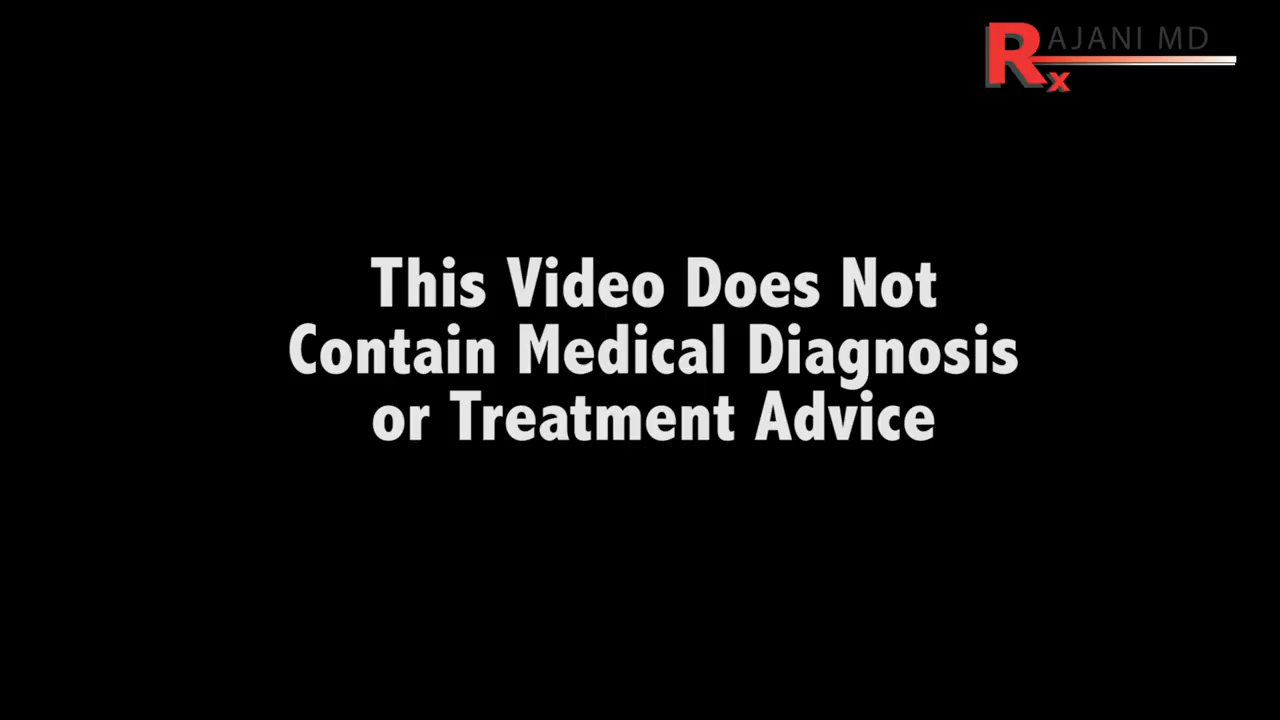 RAJANI MD
Rx
This Video Does Not
Contain Medical Diagnosis
or Treatment Advice